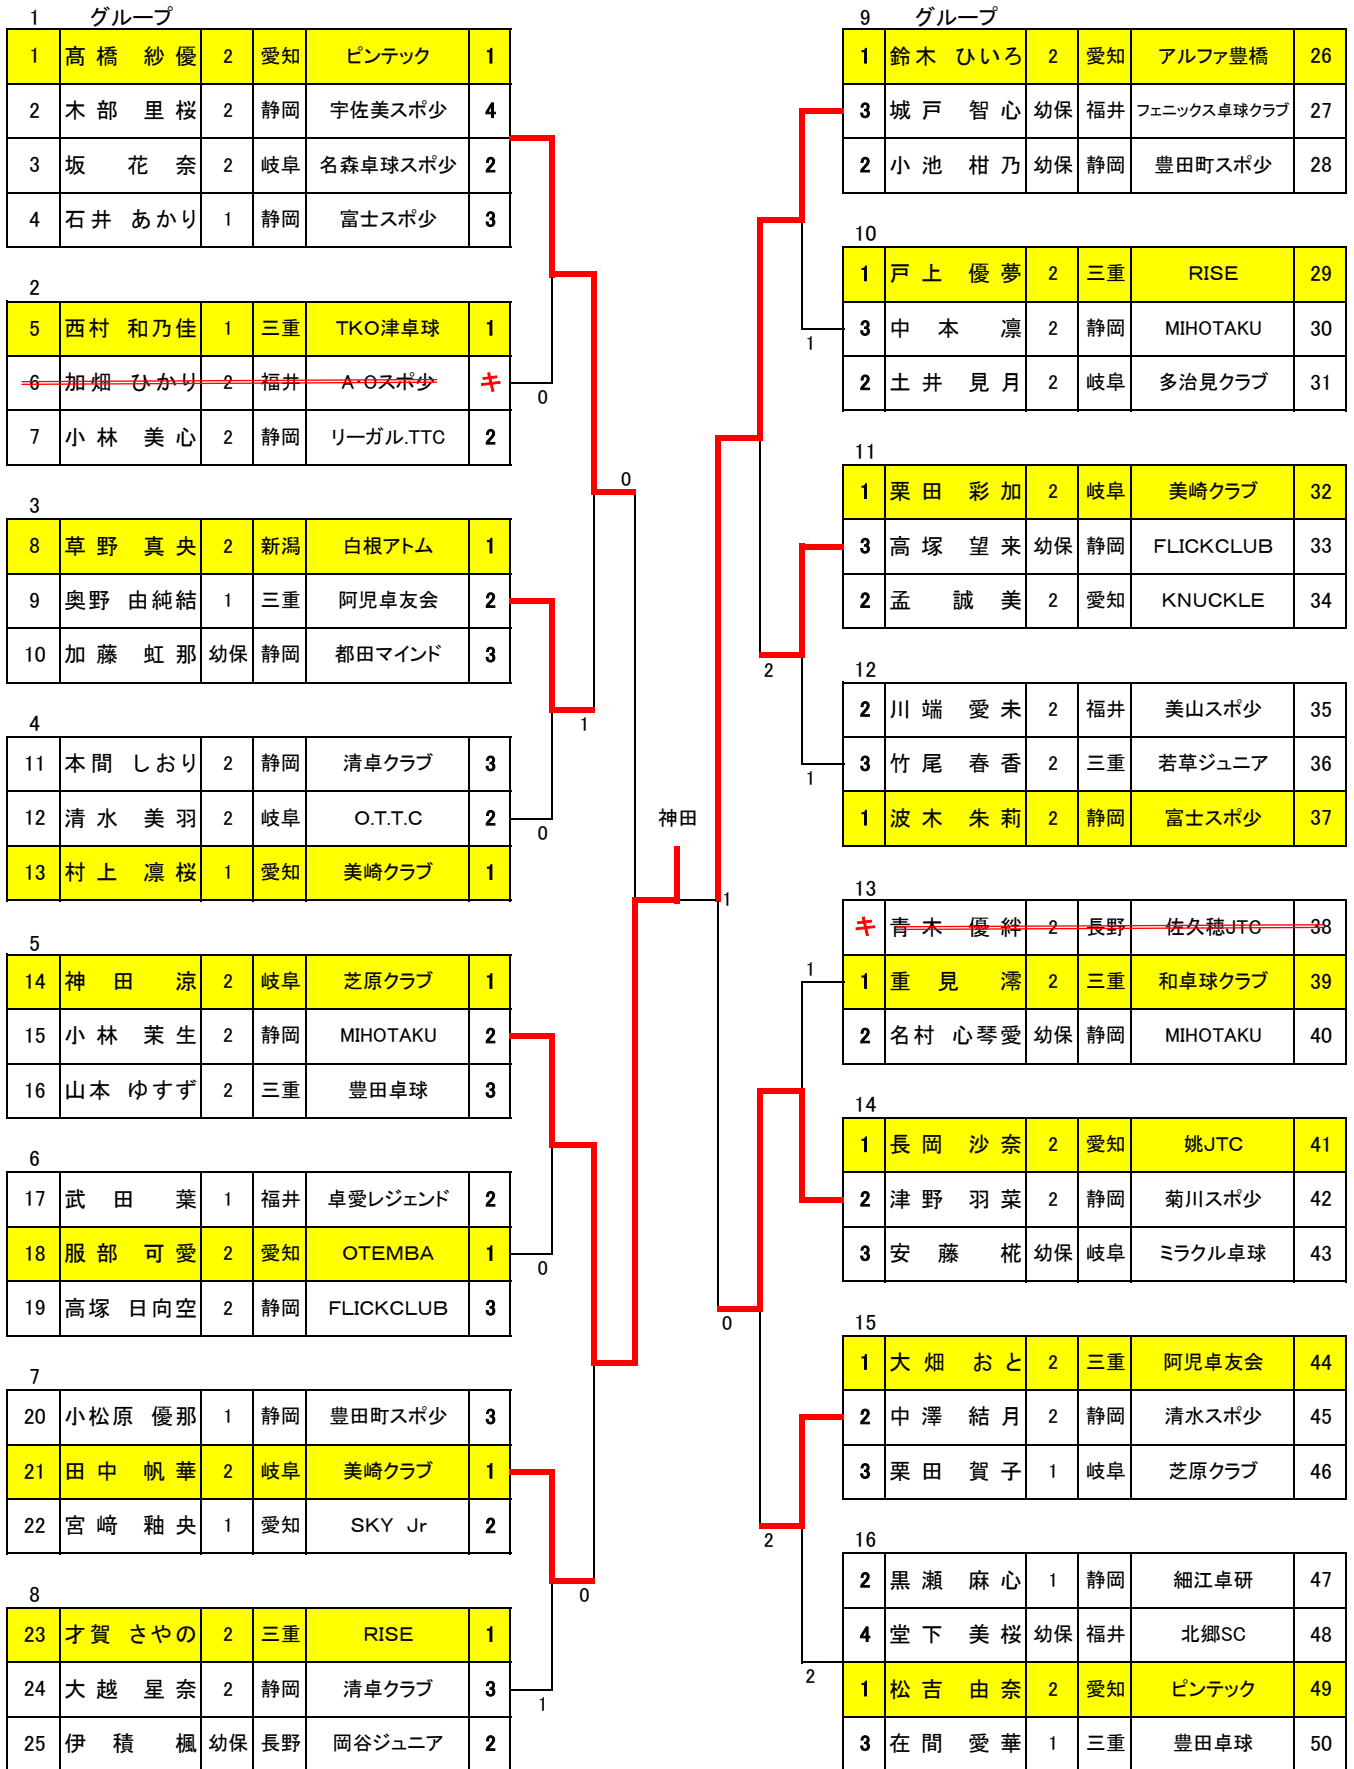 1 グループ
1 髙橋 紗優 2 愛知 ピンテック 1
2 木部 里桜 2 静岡 宇佐美スポ少 4
3 坂 花奈 2 岐阜 名森卓球スポ少 2
4 石井 あかり 1 静岡 富士スポ少 3
2
5 西村 和乃佳 1 三重 TKO津卓球 1
6 加畑 ひかり 2 福井 A・Oスポ少 キ
0
7 小林 美心 2 静岡 リーガル.TTC 2
0
3
8 草野 真央 2 新潟 白根アトム 1
9 奥野 由純結 1 三重 阿児卓友会 2
10 加藤 虹那 幼保 静岡 都田マインド 3
1
4
11 本間 しおり 2 静岡 清卓クラブ 3
12 清水 美羽 2 岐阜 O.T.T.C 2
0
13 村上 凛桜 1 愛知 美崎クラブ 1
神田
5
14 神田 涼 2 岐阜 芝原クラブ 1
15 小林 茉生 2 静岡 MIHOTAKU 2
16 山本 ゆすず 2 三重 豊田卓球 3
6
17 武田 葉 1 福井 卓愛レジェンド 2
18 服部 可愛 2 愛知 OTEMBA 1
0
19 高塚 日向空 2 静岡 FLICKCLUB 3
7
20 小松原 優那 1 静岡 豊田町スポ少 3
21 田中 帆華 2 岐阜 美崎クラブ 1
22 宮﨑 釉央 1 愛知 SKY Jr 2
0
8
23 才賀 さやの 2 三重 RISE 1
24 大越 星奈 2 静岡 清卓クラブ 3
1
25 伊積 楓 幼保 長野 岡谷ジュニア 2
9 グループ
1 鈴木 ひいろ 2 愛知 アルファ豊橋 26
3 城戸 智心 幼保 福井 フェニックス卓球クラブ 27
2 小池 柑乃 幼保 静岡 豊田町スポ少 28
10
1 戸上 優夢 2 三重 RISE 29
3 中本 凛 2 静岡 MIHOTAKU 30
1
2 土井 見月 2 岐阜 多治見クラブ 31
11
1 栗田 彩加 2 岐阜 美崎クラブ 32
3 高塚 望来 幼保 静岡 FLICKCLUB 33
2 孟 誠美 2 愛知 KNUCKLE 34
2
12
2 川端 愛未 2 福井 美山スポ少 35
3 竹尾 春香 2 三重 若草ジュニア 36
1
1 波木 朱莉 2 静岡 富士スポ少 37
1
13
キ 青木 優絆 2 長野 佐久穂JTC 38
1
1 重見 澪 2 三重 和卓球クラブ 39
2 名村 心琴愛 幼保 静岡 MIHOTAKU 40
14
1 長岡 沙奈 2 愛知 姚JTC 41
2 津野 羽菜 2 静岡 菊川スポ少 42
3 安藤 椛 幼保 岐阜 ミラクル卓球 43
0
15
1 大畑 おと 2 三重 阿児卓友会 44
2 中澤 結月 2 静岡 清水スポ少 45
3 栗田 賀子 1 岐阜 芝原クラブ 46
2
16
2 黒瀬 麻心 1 静岡 細江卓研 47
4 堂下 美桜 幼保 福井 北郷SC 48
2
1 松吉 由奈 2 愛知 ピンテック 49
3 在間 愛華 1 三重 豊田卓球 50